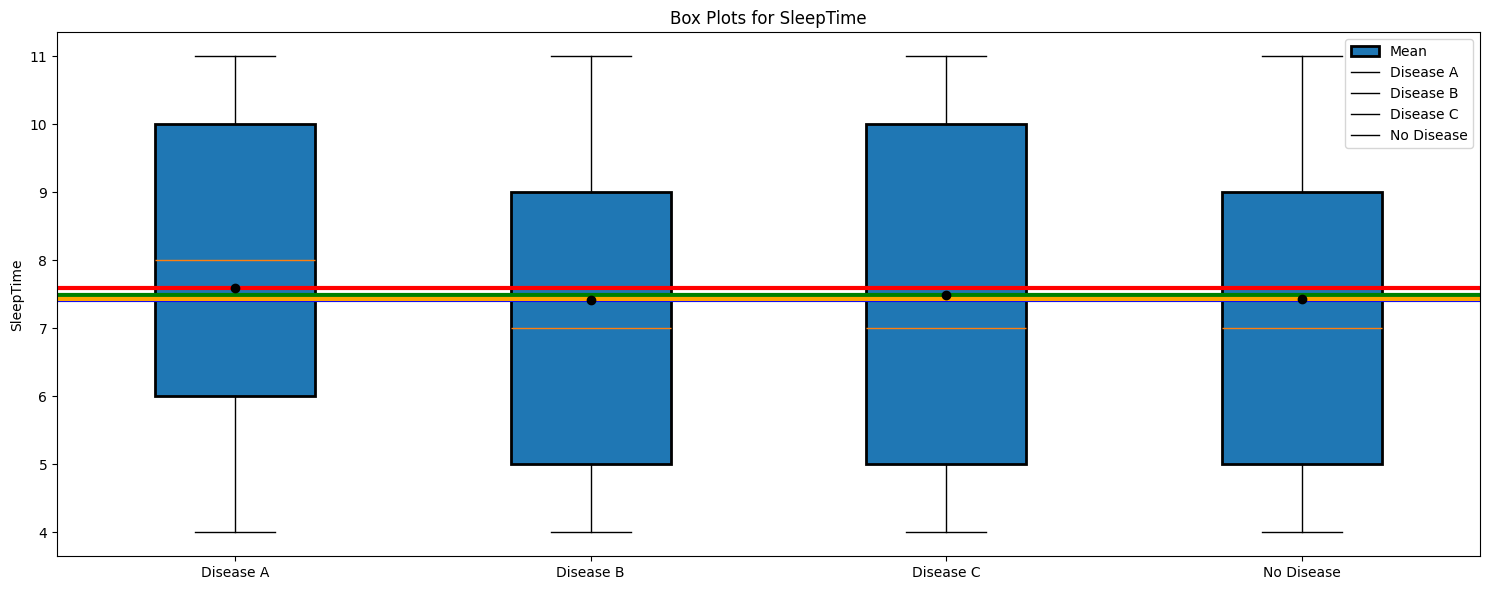 Box Plots for SleepTime
Mean
Disease A
Disease B
Disease C
No Disease
SleepTime
11
10
9
8
7
6
5
4
Disease A
Disease B
Disease C
No Disease